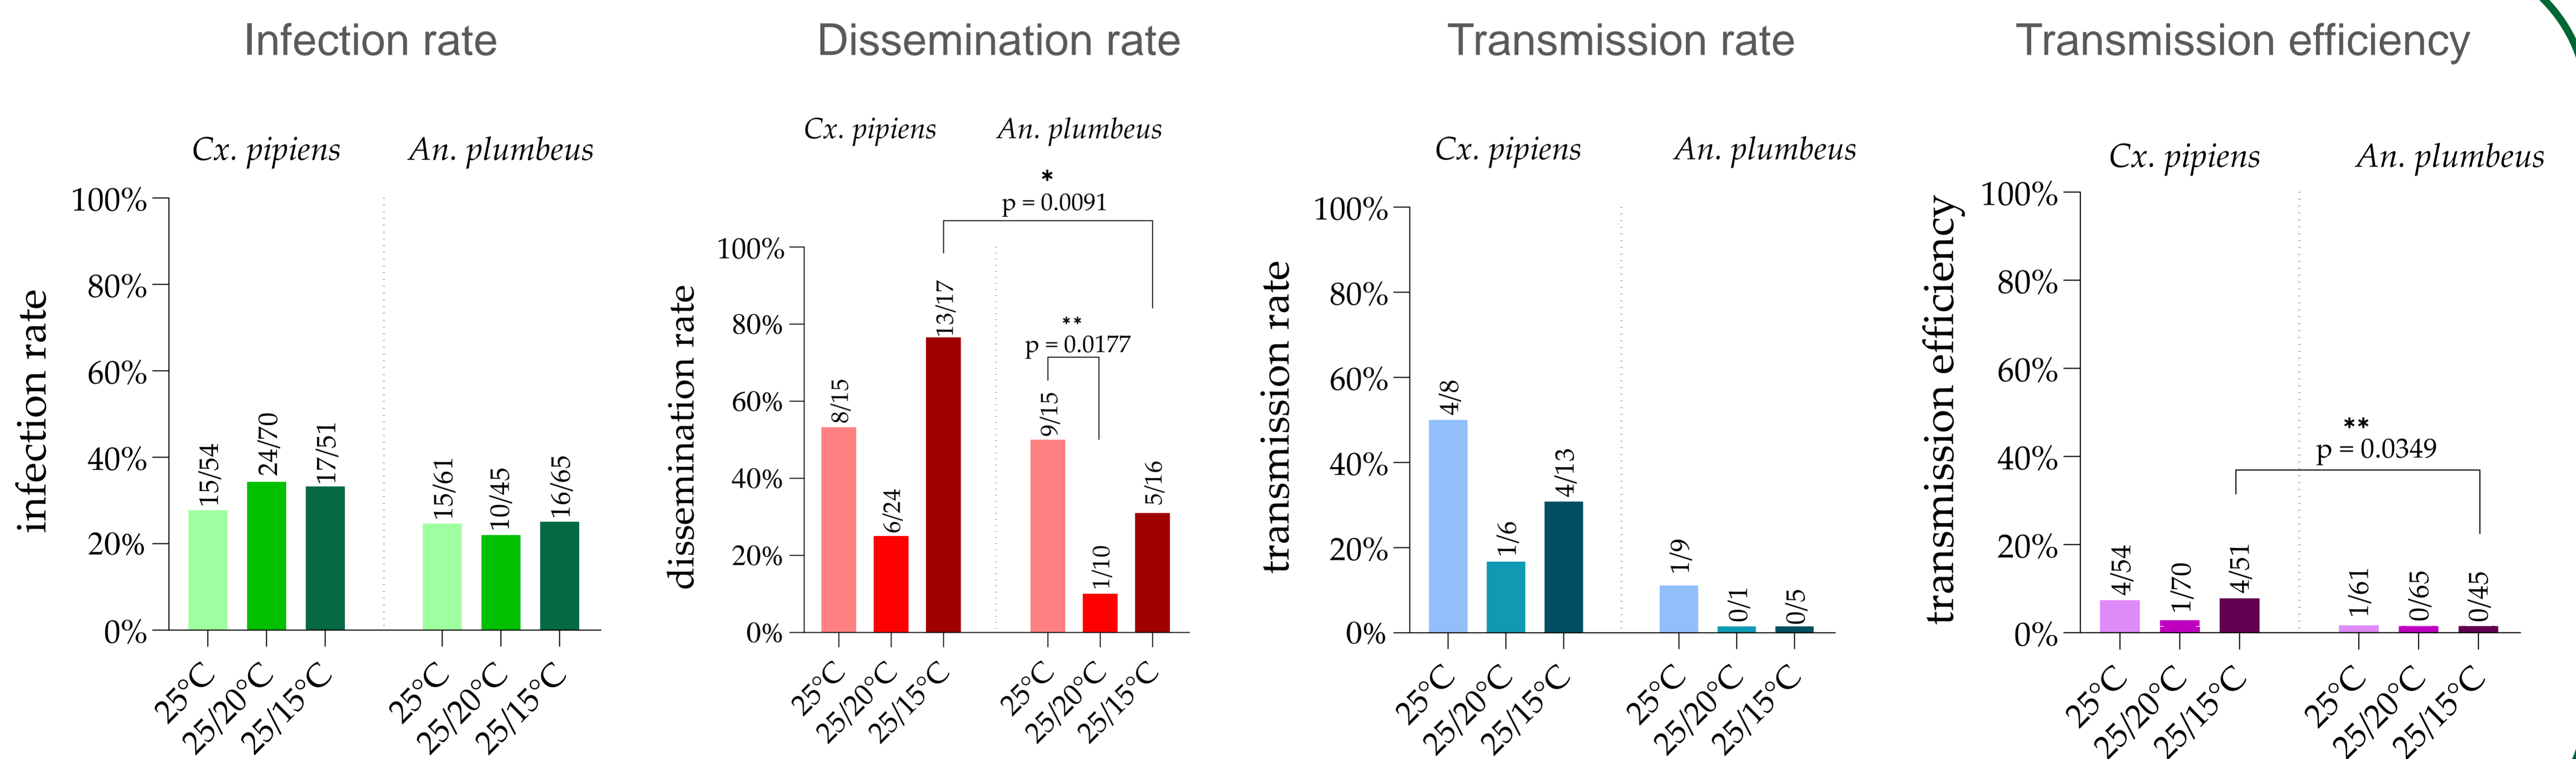 Infection rate
Cx. pipiens An. plumbeus
infection rate
100%
80%
60%
40%
20%
0%
15/54 24/70 17/51 15/61 10/45 16/65
25°C 25/20°C 25/15°C 25°C 25/20°C 25/15°C
Dissemination rate
Cx. pipiens An. plumbeus
*
p = 0.0091
**
p = 0.0177
dissemination rate
100%
80%
60%
40%
20%
0%
8/15 6/24 13/17 9/15 1/10 5/16
25°C 25/20°C 25/15°C 25°C 25/20°C 25/15°C
Transmission rate
Cx. pipiens An. plumbeus
transmission rate
100%
80%
60%
40%
20%
0%
4/8 1/6 4/13 1/9 0/1 0/5
25°C 25/20°C 25/15°C 25°C 25/20°C 25/15°C
Transmission efficiency
Cx. pipiens An. plumbeus
transmission efficiency
100%
80%
60%
40%
20%
0%
**
p = 0.0349
4/54 1/70 4/51 1/61 0/65 0/45
25°C 25/20°C 25/15°C 25°C 25/20°C 25/15°C